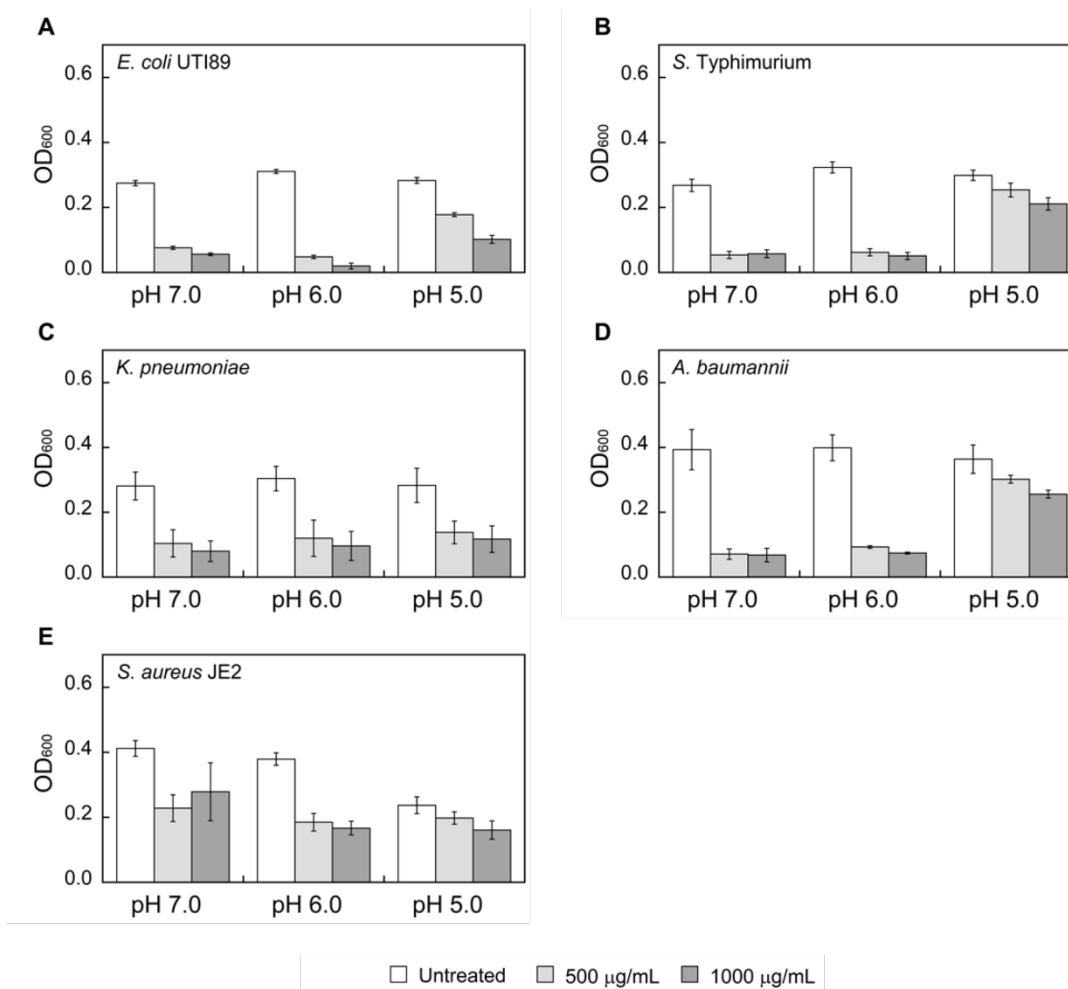 A
E. coli UTI89
0.6
0.4
0.2
0.0
OD600
pH 7.0 pH 6.0 pH 5.0
B
S. Typhimurium
0.6
0.4
0.2
0.0
OD600
pH 7.0 pH 6.0 pH 5.0
C
K. pneumoniae
0.6
0.4
0.2
0.0
OD600
pH 7.0 pH 6.0 pH 5.0
D
A. baumannii
0.6
0.4
0.2
0.0
OD600
pH 7.0 pH 6.0 pH 5.0
E
S. aureus JE2
0.6
0.4
0.2
0.0
OD600
pH 7.0 pH 6.0 pH 5.0
Untreated 500 µg/mL 1000 µg/mL